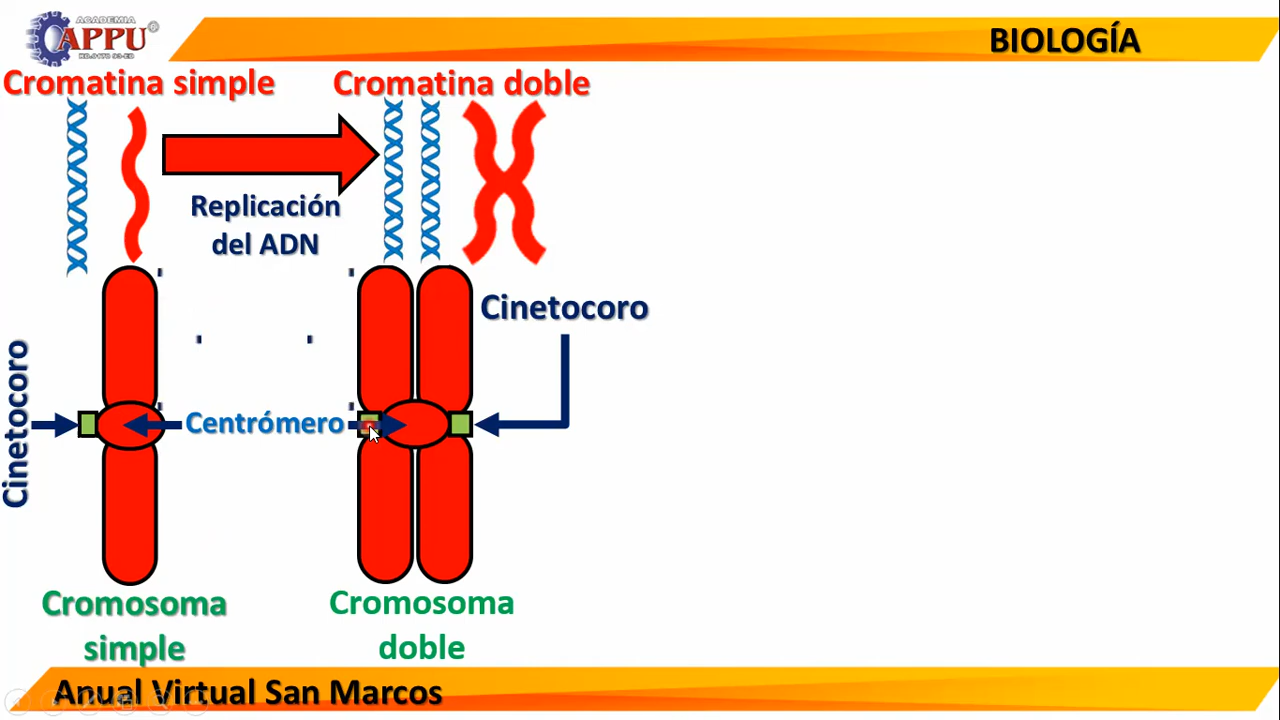 ACADEMIA
APPU
BIOLOGÍA
Cromatina simple
Cromatina doble
Replicación
del ADN
Cinetocoro
Cinetocoro
Centrómero
Cromosoma
simple
Cromosoma
doble
Anual Virtual San Marcos